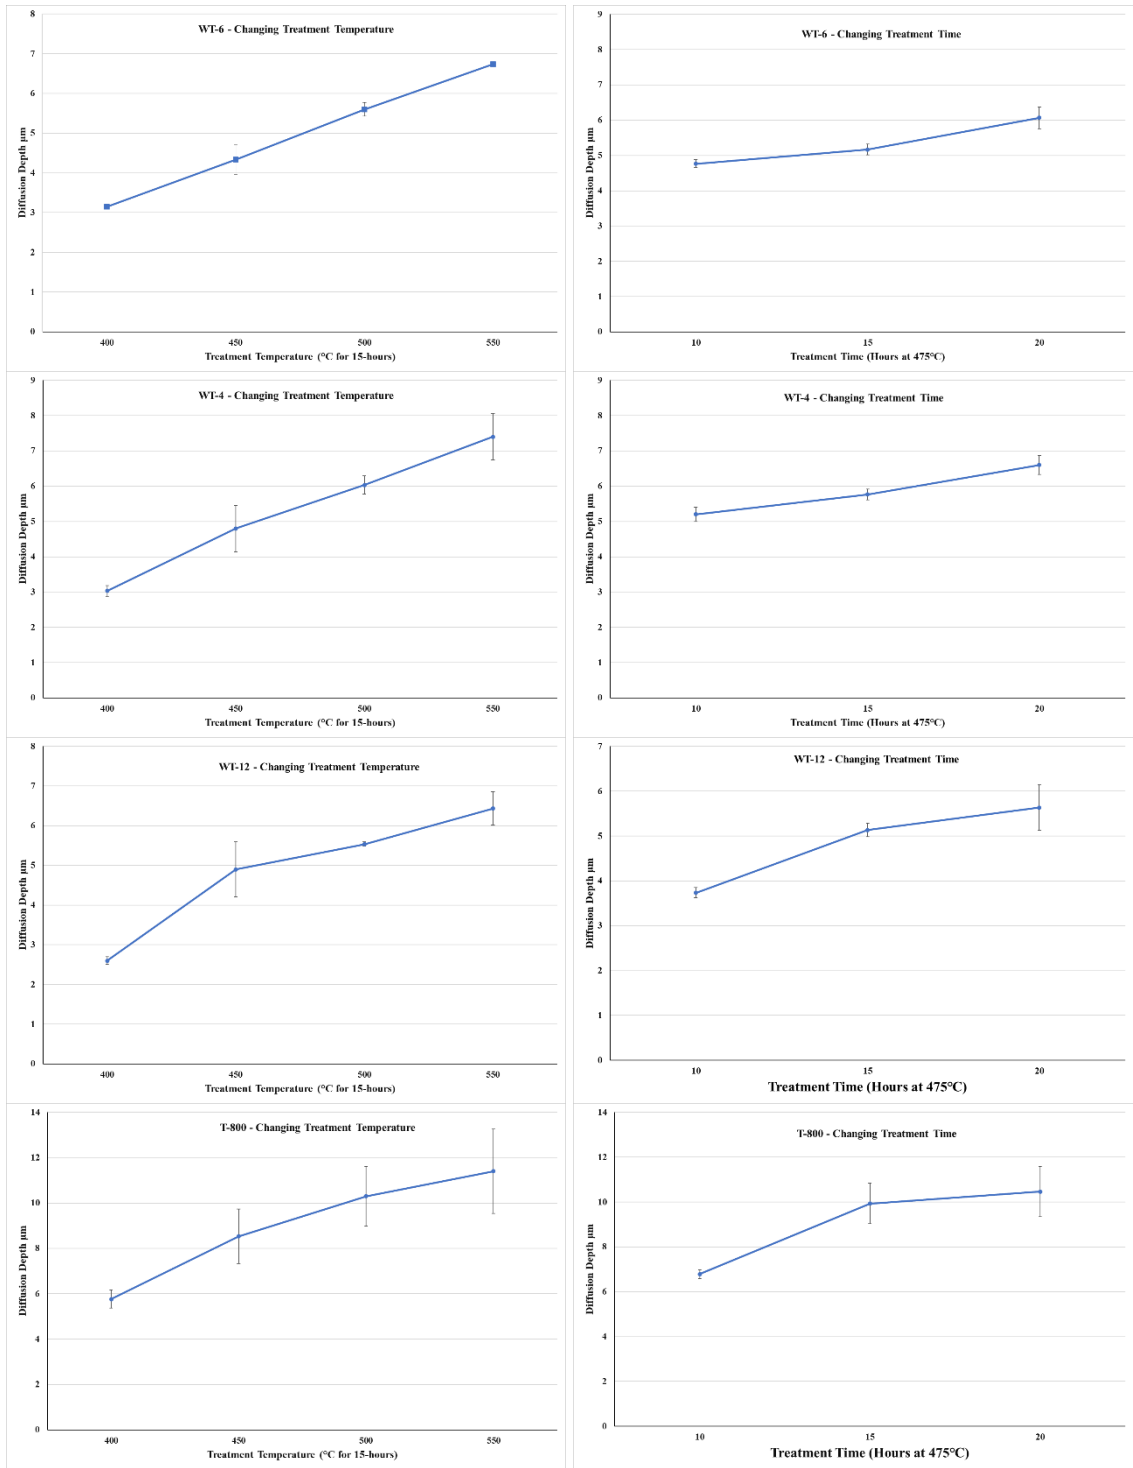 WT-6 - Changing Treatment Temperature
Diffusion Depth µm
8
7
6
5
4
3
2
1
0
400 450 500 550
Treatment Temperature (°C for 15-hours)
WT-6 - Changing Treatment Time
Diffusion Depth µm
9
8
7
6
5
4
3
2
1
0
10 15 20
Treatment Time (Hours at 475°C)
WT-4 - Changing Treatment Temperature
Diffusion Depth µm
9
8
7
6
5
4
3
2
1
0
400 450 500 550
Treatment Temperature (°C for 15-hours)
WT-4 - Changing Treatment Time
Diffusion Depth µm
9
8
7
6
5
4
3
2
1
0
10 15 20
Treatment Time (Hours at 475°C)
WT-12 - Changing Treatment Temperature
Diffusion Depth µm
8
7
6
5
4
3
2
1
0
400 450 500 550
Treatment Temperature (°C for 15-hours)
WT-12 - Changing Treatment Time
Diffusion Depth µm
7
6
5
4
3
2
1
0
10 15 20
Treatment Time (Hours at 475°C)
T-800 - Changing Treatment Temperature
Diffusion Depth µm
14
12
10
8
6
4
2
0
400 450 500 550
Treatment Temperature (°C for 15-hours)
T-800 - Changing Treatment Time
Diffusion Depth µm
14
12
10
8
6
4
2
0
10 15 20
Treatment Time (Hours at 475°C)